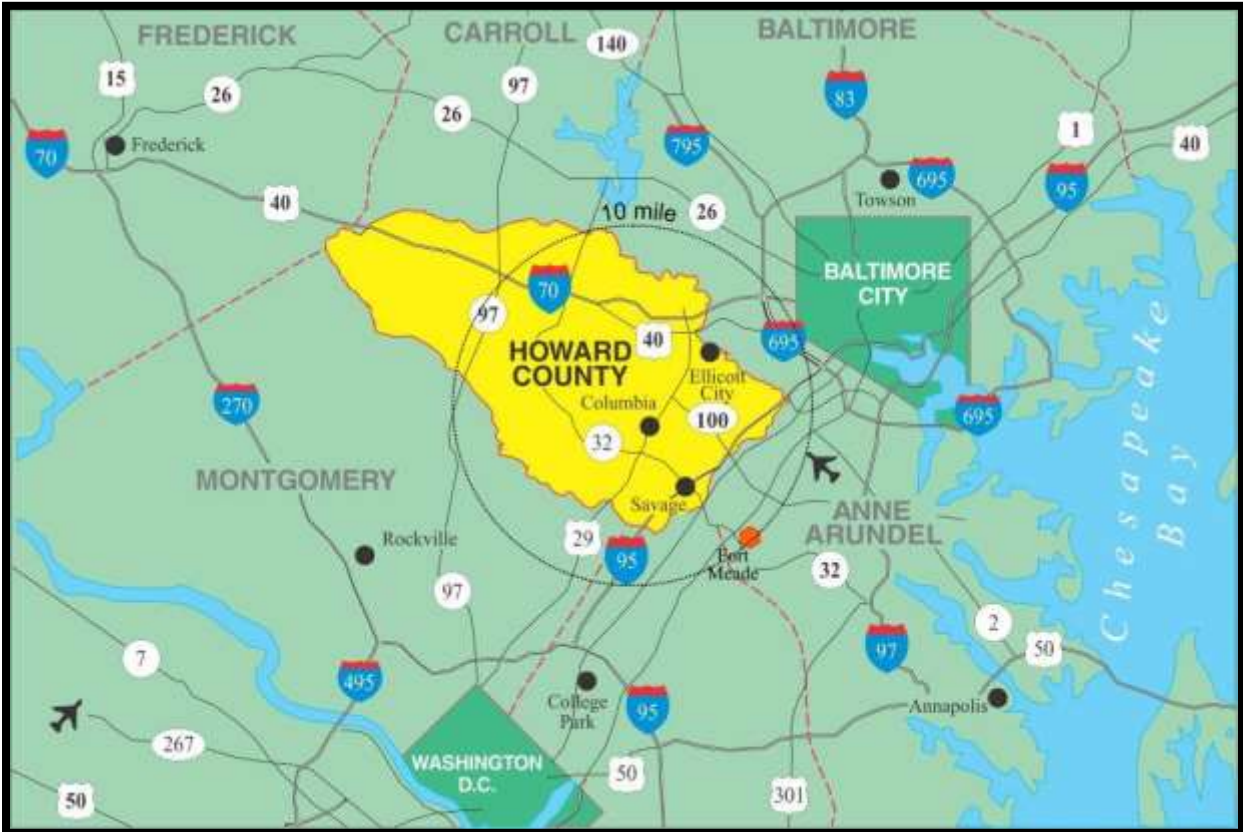 FREDERICK
CARROLL
BALTIMORE
140
15
97
83
26
26
795
1
40
70
Frederick
695
95
Towson
40
10 mile
26
BALTIMORE
CITY
70
97
40
695
HOWARD
COUNTY
Ellicott
City
270
Columbia
100
695
32
MONTGOMERY
Savage
ANNE
ARUNDEL
Chesapeake
Bay
Rockville
29
95
Fort
Meade
32
97
2
7
97
50
495
College
Park
95
Annapolis
267
WASHINGTON
D.C.
50
50
301